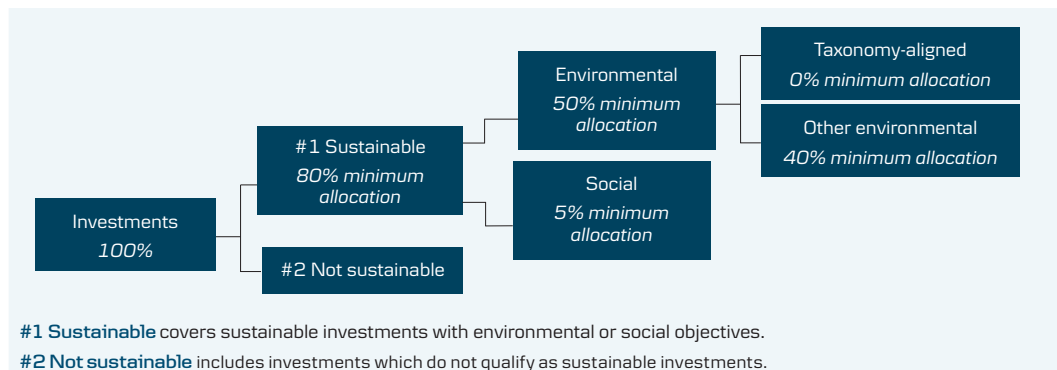 Investments
100%
#1 Sustainable
80% minimum
allocation
#2 Not sustainable
Environmental
50% minimum
allocation
Social
5% minimum
allocation
Taxonomy-aligned
0% minimum allocation
Other environmental
40% minimum allocation
#1 Sustainable covers sustainable investments with environmental or social objectives.
#2 Not sustainable includes investments which do not qualify as sustainable investments.